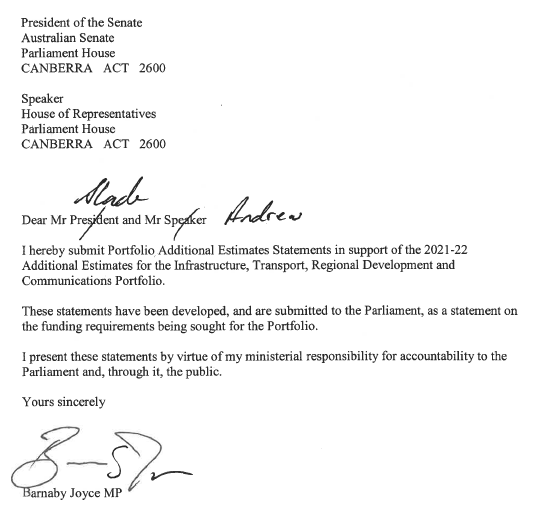 President of the Senate
Australian Senate
Parliament House
CANBERRA ACT 2600
Speaker
House of Representatives
Parliament House
CANBERRA ACT 2600
Slade
Andrew
Dear Mr President and Mr Speaker
I hereby submit Portfolio Additional Estimates Statements in support of the 2021-22
Additional Estimates for the Infrastructure, Transport, Regional Development and
Communications Portfolio.
These statements have been developed, and are submitted to the Parliament, as a statement on
the funding requirements being sought for the Portfolio.
I present these statements by virtue of my ministerial responsibility for accountability to the
Parliament and, through it, the public.
Yours sincerely
Barnaby Joyce MP